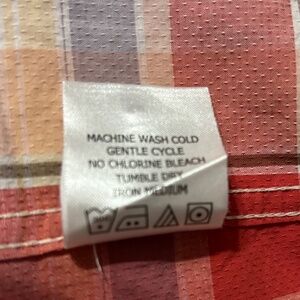 MACHINE WASH COLD
GENTLE CYCLE
NO CHLORINE BLEACH
TUMBLE DRY
IRON MEDIUM